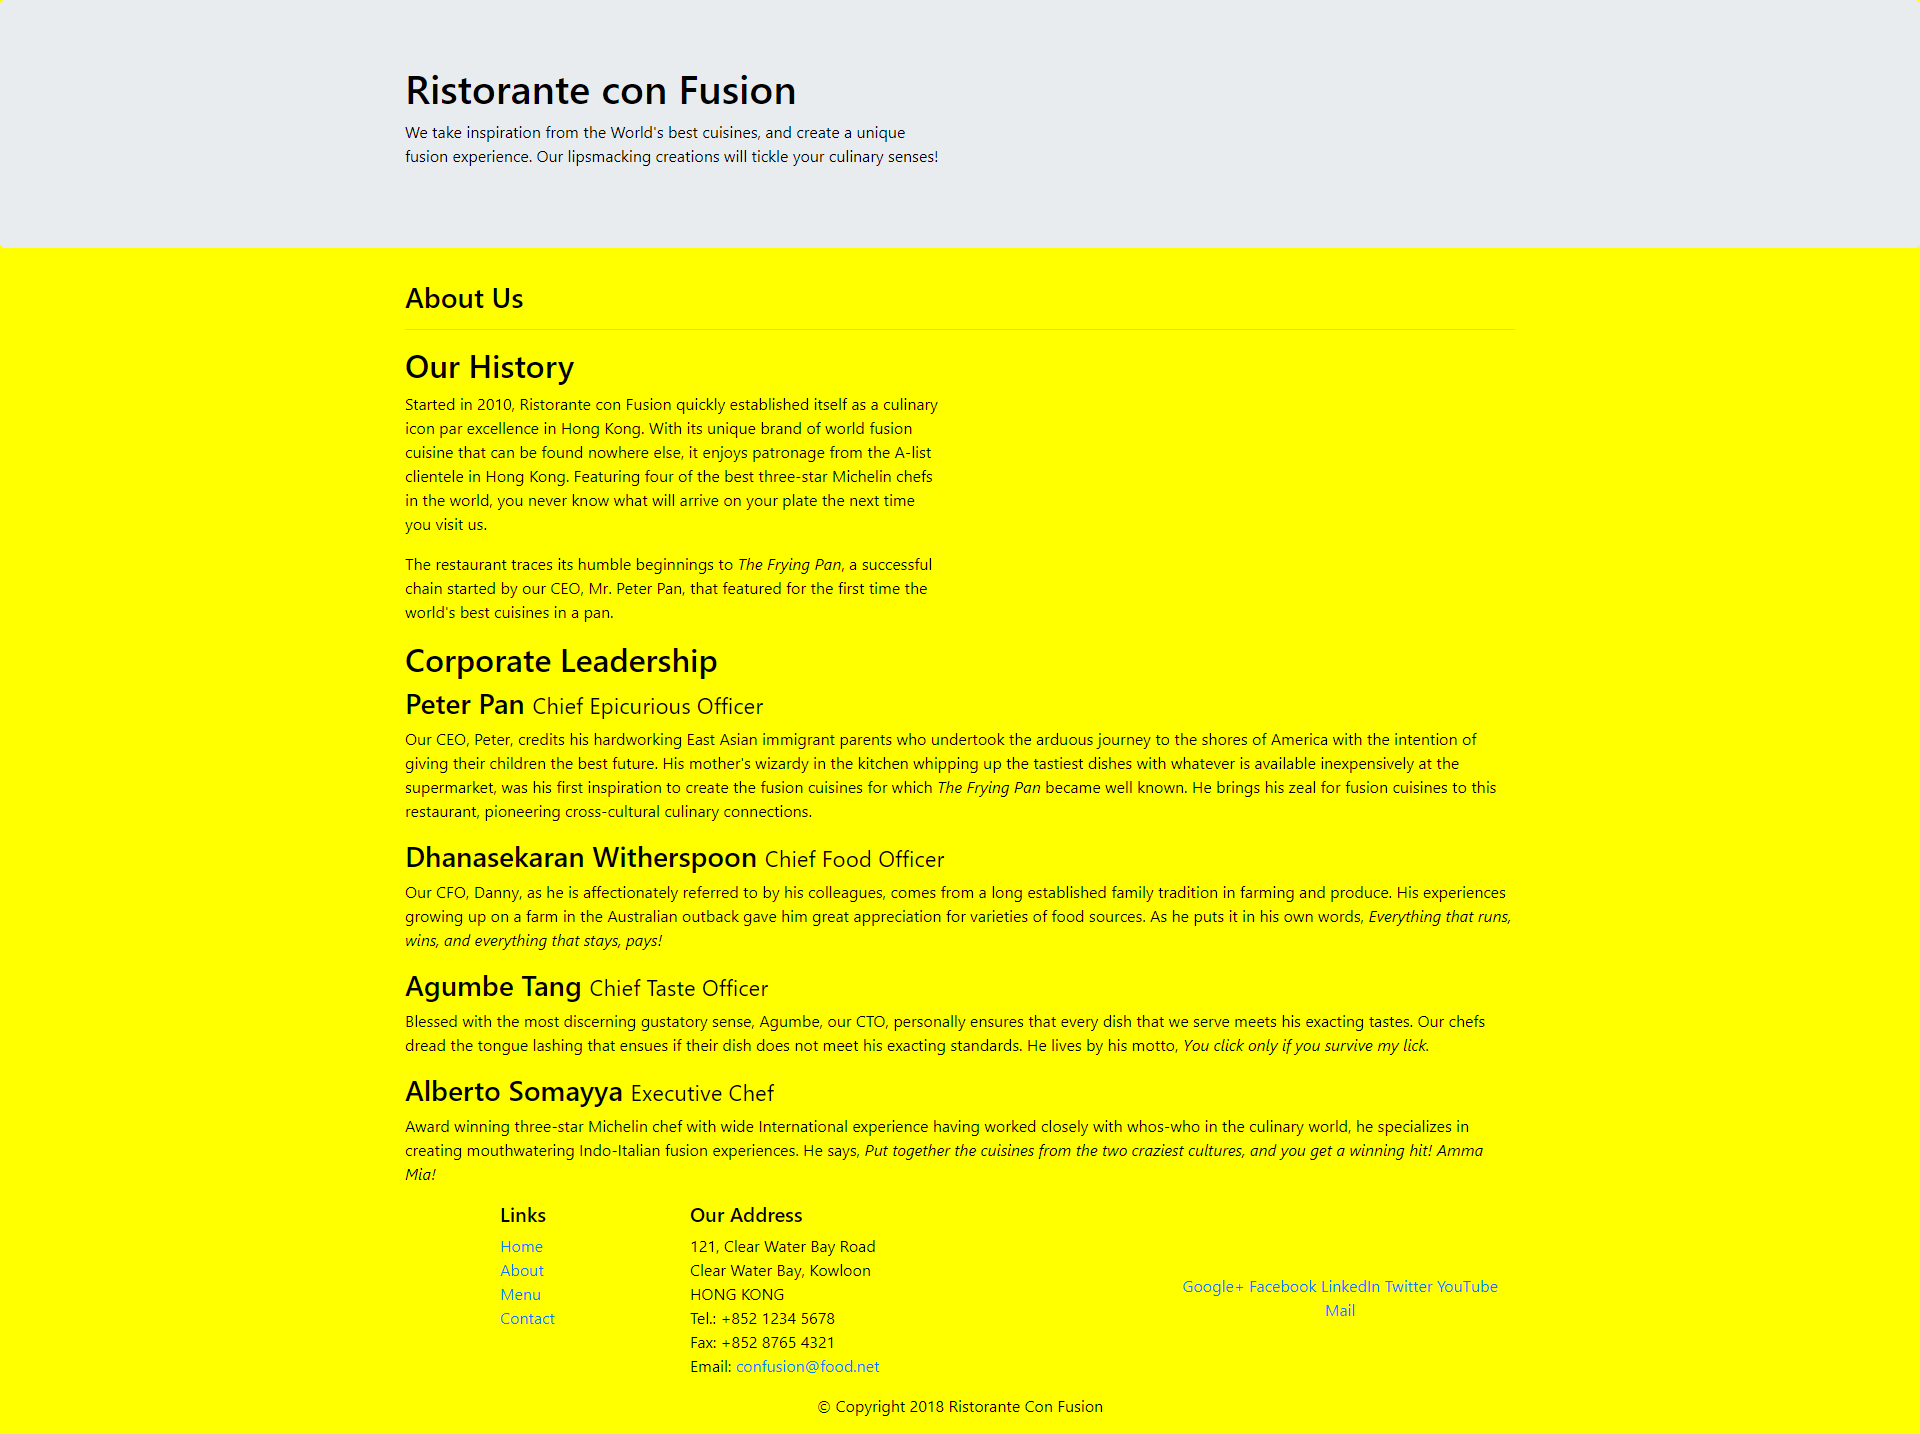 Ristorante con Fusion
We take inspiration from the World's best cuisines, and create a unique
fusion experience. Our lipsmacking creations will tickle your culinary senses!
About Us
Our History
Started in 2010, Ristorante con Fusion quickly established itself as a culinary
icon par excellence in Hong Kong. With its unique brand of world fusion
cuisine that can be found nowhere else, it enjoys patronage from the A-list
clientele in Hong Kong. Featuring four of the best three-star Michelin chefs
in the world, you never know what will arrive on your plate the next time
you visit us.
The restaurant traces its humble beginnings to The Frying Pan, a successful
chain started by our CEO, Mr. Peter Pan, that featured for the first time the
world's best cuisines in a pan.
Corporate Leadership
Peter Pan Chief Epicurious Officer
Our CEO, Peter, credits his hardworking East Asian immigrant parents who undertook the arduous journey to the shores of America with the intention of
giving their children the best future. His mother's wizardy in the kitchen whipping up the tastiest dishes with whatever is available inexpensively at the
supermarket, was his first inspiration to create the fusion cuisines for which The Frying Pan became well known. He brings his zeal for fusion cuisines to this
restaurant, pioneering cross-cultural culinary connections.
Dhanasekaran Witherspoon Chief Food Officer
Our CFO, Danny, as he is affectionately referred to by his colleagues, comes from a long established family tradition in farming and produce. His experiences
growing up on a farm in the Australian outback gave him great appreciation for varieties of food sources. As he puts it in his own words, Everything that runs,
wins, and everything that stays, pays!
Agumbe Tang Chief Taste Officer
Blessed with the most discerning gustatory sense, Agumbe, our CTO, personally ensures that every dish that we serve meets his exacting tastes. Our chefs
dread the tongue lashing that ensues if their dish does not meet his exacting standards. He lives by his motto, You click only if you survive my lick.
Alberto Somayya Executive Chef
Award winning three-star Michelin chef with wide International experience having worked closely with whos-who in the culinary world, he specializes in
creating mouthwatering Indo-Italian fusion experiences. He says, Put together the cuisines from the two craziest cultures, and you get a winning hit! Amma
Mia!
Links
Home
About
Menu
Contact
Our Address
121, Clear Water Bay Road
Clear Water Bay, Kowloon
HONG KONG
Tel.: +852 1234 5678
Fax: +852 8765 4321
Email: confusion@food.net
Google+ Facebook LinkedIn Twitter YouTube
Mail
© Copyright 2018 Ristorante Con Fusion